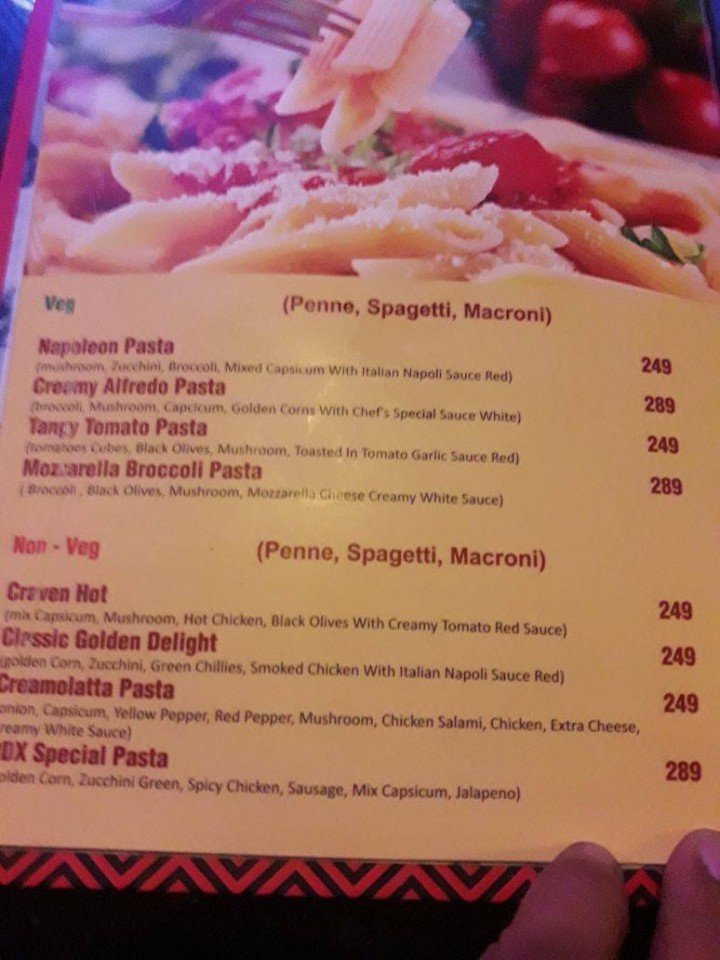 Veg (Penne, Spagetti, Macroni)
Napoleon Pasta 249
(mushroom, Zucchini, Broccoli, Mixed Capsicum With Italian Napoli Sauce Red)
Creamy Alfredo Pasta 289
(broccoli, Mushroom, Capcicum, Golden Corns With Chef's Special Sauce White)
Tangy Tomato Pasta 249
(tomatoes Cubes, Black Olives, Mushroom, Toasted In Tomato Garlic Sauce Red)
Mozzarella Broccoli Pasta 289
( Broccoli , Black Olives, Mushroom, Mozzarella Cheese Creamy White Sauce)
Non - Veg (Penne, Spagetti, Macroni)
Craven Hot 249
(mix Capsicum, Mushroom, Hot Chicken, Black Olives With Creamy Tomato Red Sauce)
Classic Golden Delight 249
(golden Corn, Zucchini, Green Chillies, Smoked Chicken With Italian Napoli Sauce Red)
Creamolatta Pasta 249
onion, Capsicum, Yellow Pepper, Red Pepper, Mushroom, Chicken Salami, Chicken, Extra Cheese,
reamy White Sauce)
DX Special Pasta 289
olden Corn, Zucchini Green, Spicy Chicken, Sausage, Mix Capsicum, Jalapeno)